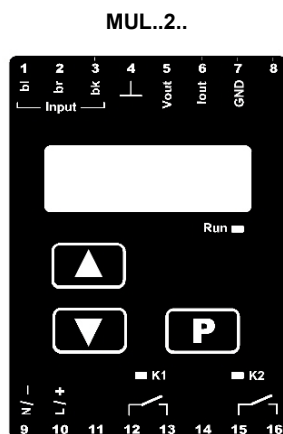 MUL..2..
1 2 3 4 5 6 7 8
bl br bk ⊥ Vout Iout GND
Input
Run
P
K1 K2
N/− L/+
9 10 11 12 13 14 15 16